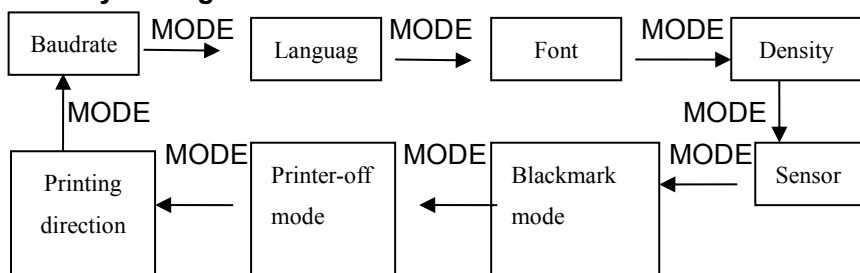 MODE MODE MODE
Baudrate Languag Font Density
MODE MODE
MODE MODE MODE
Printing Printer-off Blackmark Sensor
direction mode mode